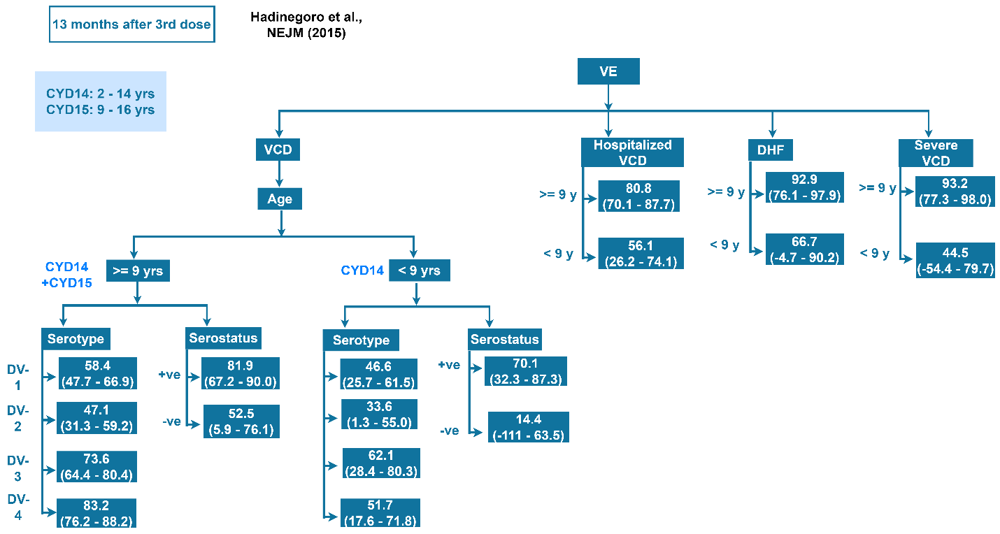 13 months after 3rd dose
Hadinegoro et al.,
NEJM (2015)
CYD14: 2 - 14 yrs
CYD15: 9 - 16 yrs
VE
VCD
Hospitalized
VCD
DHF
Severe
VCD
>= 9 y
80.8
(70.1 - 87.7)
>= 9 y
92.9
(76.1 - 97.9)
>= 9 y
93.2
(77.3 - 98.0)
< 9 y
56.1
(26.2 - 74.1)
< 9 y
66.7
(-4.7 - 90.2)
< 9 y
44.5
(-54.4 - 79.7)
Age
CYD14
+CYD15
>= 9 yrs
CYD14
< 9 yrs
Serotype
Serostatus
Serotype
Serostatus
DV-
1
58.4
(47.7 - 66.9)
+ve
81.9
(67.2 - 90.0)
46.6
(25.7 - 61.5)
+ve
70.1
(32.3 - 87.3)
DV-
2
47.1
(31.3 - 59.2)
-ve
52.5
(5.9 - 76.1)
33.6
(1.3 - 55.0)
-ve
14.4
(-111 - 63.5)
DV-
3
73.6
(64.4 - 80.4)
62.1
(28.4 - 80.3)
DV-
4
83.2
(76.2 - 88.2)
51.7
(17.6 - 71.8)